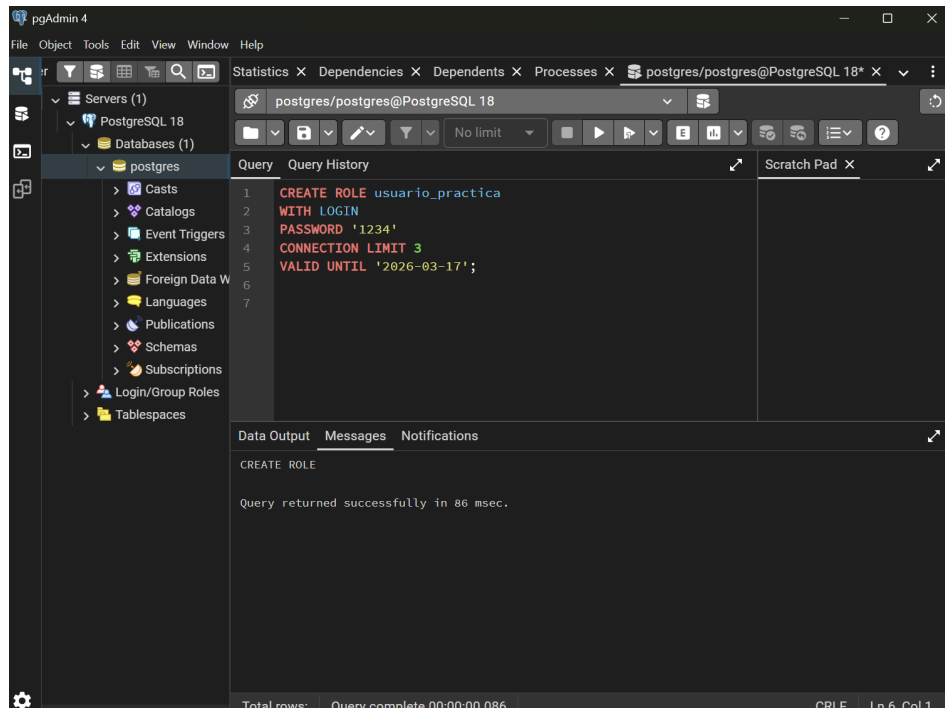 pgAdmin 4
File Object Tools Edit View Window Help
r
Statistics X Dependencies X Dependents X Processes X postgres/postgres@PostgreSQL 18* X
Servers (1)
PostgreSQL 18
Databases (1)
postgres
Casts
Catalogs
Event Triggers
Extensions
Foreign Data W
Languages
Publications
Schemas
Subscriptions
Login/Group Roles
Tablespaces
postgres/postgres@PostgreSQL 18
No limit
E
Query Query History
Scratch Pad X
1 CREATE ROLE usuario_practica
2 WITH LOGIN
3 PASSWORD '1234'
4 CONNECTION LIMIT 3
5 VALID UNTIL '2026-03-17';
6
7
Data Output Messages Notifications
CREATE ROLE
Query returned successfully in 86 msec.
Total rows: Query complete 00:00:00.086 CRLF Ln 6, Col 1